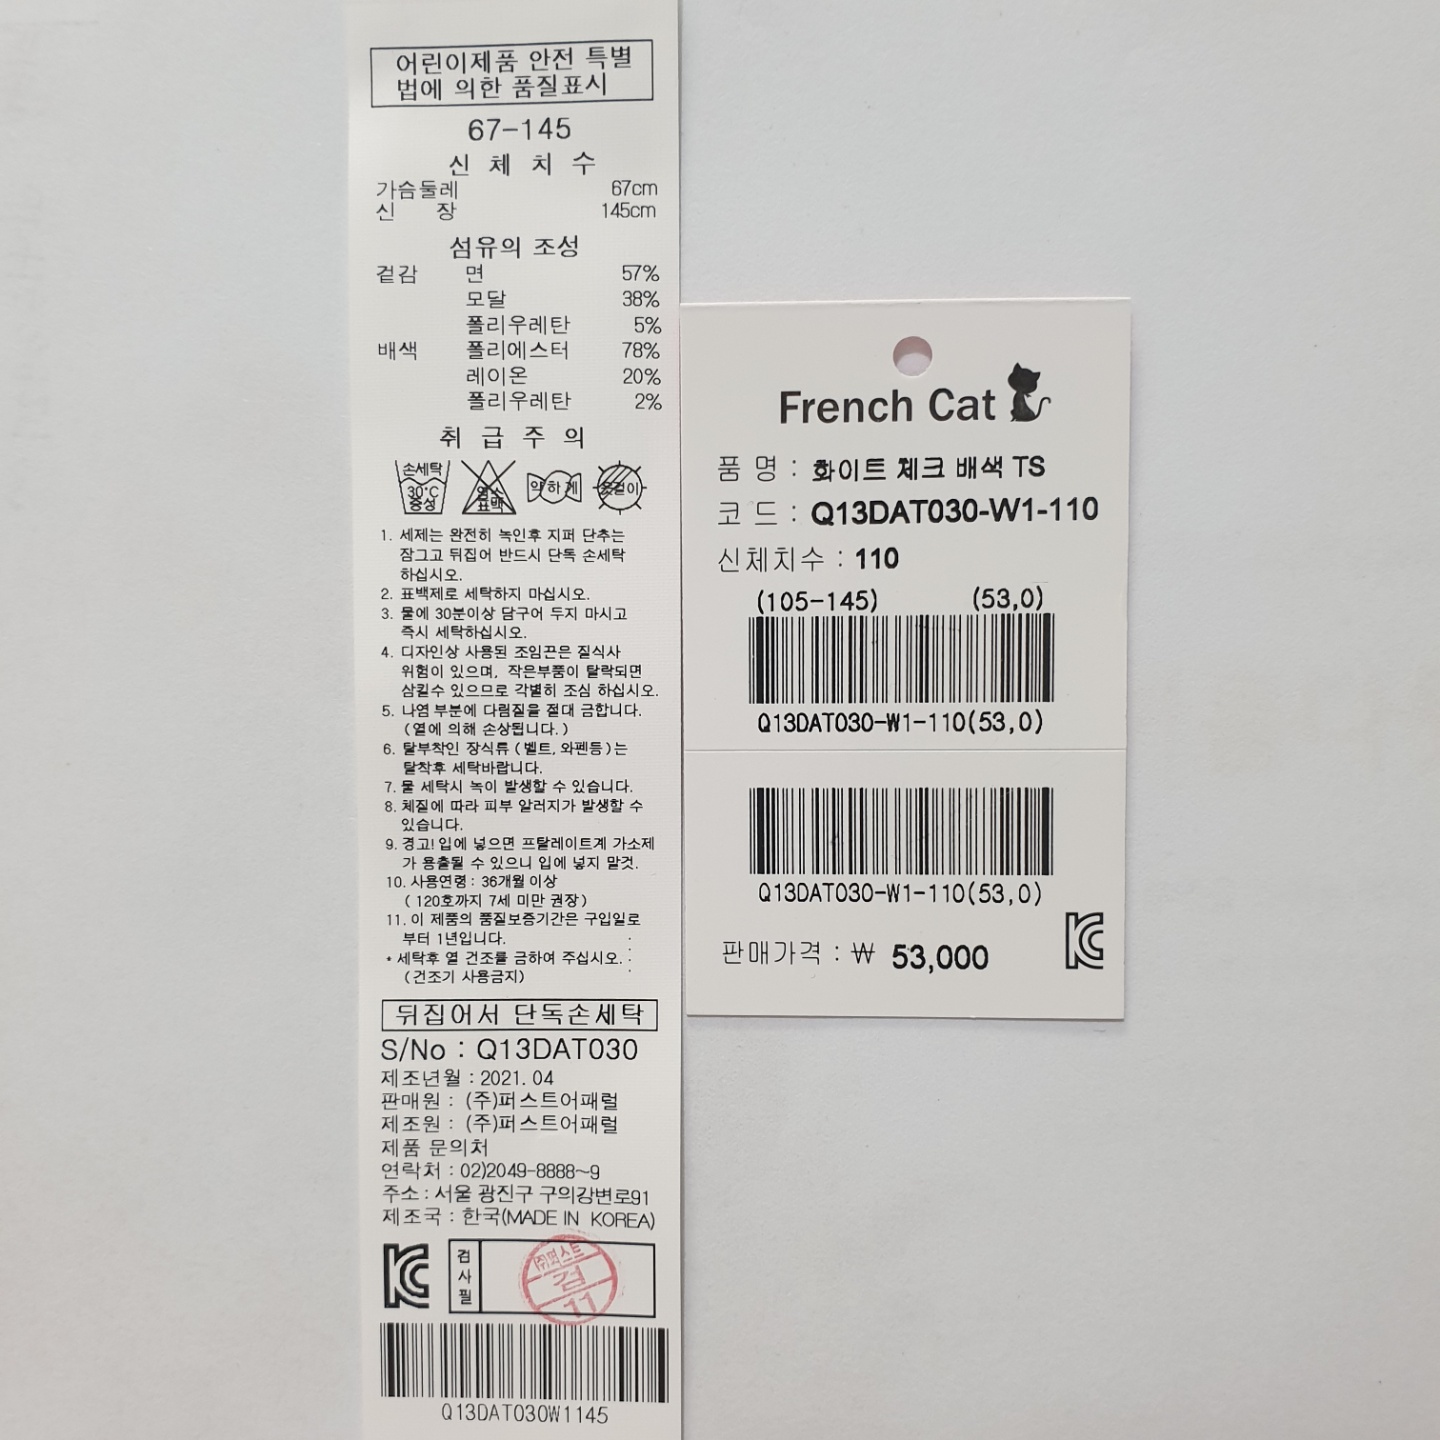 어린이제품 안전 특별
법에 의한 품질표시
67-145
신 체 치 수
가슴둘레 67cm
신 장 145cm
섬유의 조성
겉감 면 57%
모달 38%
폴리우레탄 5%
배색 폴리에스터 78%
레이온 20%
폴리우레탄 2%
취 급 주 의
손세탁 30°C 중성 염소 표백 약하게 옷걸이
1. 세제는 완전히 녹인후 지퍼 단추는
잠그고 뒤집어 반드시 단독 손세탁
하십시오.
2. 표백제로 세탁하지 마십시오.
3. 물에 30분이상 담구어 두지 마시고
즉시 세탁하십시오.
4. 디자인상 사용된 조임끈은 질식사
위험이 있으며, 작은부품이 탈락되면
삼킬수 있으므로 각별히 조심 하십시오.
5. 나염 부분에 다림질을 절대 금합니다.
(열에 의해 손상됩니다.)
6. 탈부착인 장식류 (벨트, 와펜등)는
탈착후 세탁바랍니다.
7. 물 세탁시 녹이 발생할 수 있습니다.
8. 체질에 따라 피부 알러지가 발생할 수
있습니다.
9. 경고! 입에 넣으면 프탈레이트계 가소제
가 용출될 수 있으니 입에 넣지 말것.
10. 사용연령 : 36개월 이상
( 120호까지 7세 미만 권장 )
11. 이 제품의 품질보증기간은 구입일로
부터 1년입니다.
* 세탁후 열 건조를 금하여 주십시오.
(건조기 사용금지)
뒤집어서 단독손세탁
S/No : Q13DAT030
제조년월 : 2021. 04
판매원 : (주)퍼스트어패럴
제조원 : (주)퍼스트어패럴
제품 문의처
연락처 : 02)2049-8888~9
주소 : 서울 광진구 구의강변로91
제조국 : 한국(MADE IN KOREA)
검사필
(주)퍼스트
검
11
Q13DAT030W1145
French Cat
품 명 : 화이트 체크 배색 TS
코 드 : Q13DAT030-W1-110
신체치수 : 110
(105-145) (53,0)
Q13DAT030-W1-110(53,0)
Q13DAT030-W1-110(53,0)
판매가격 : ₩ 53,000